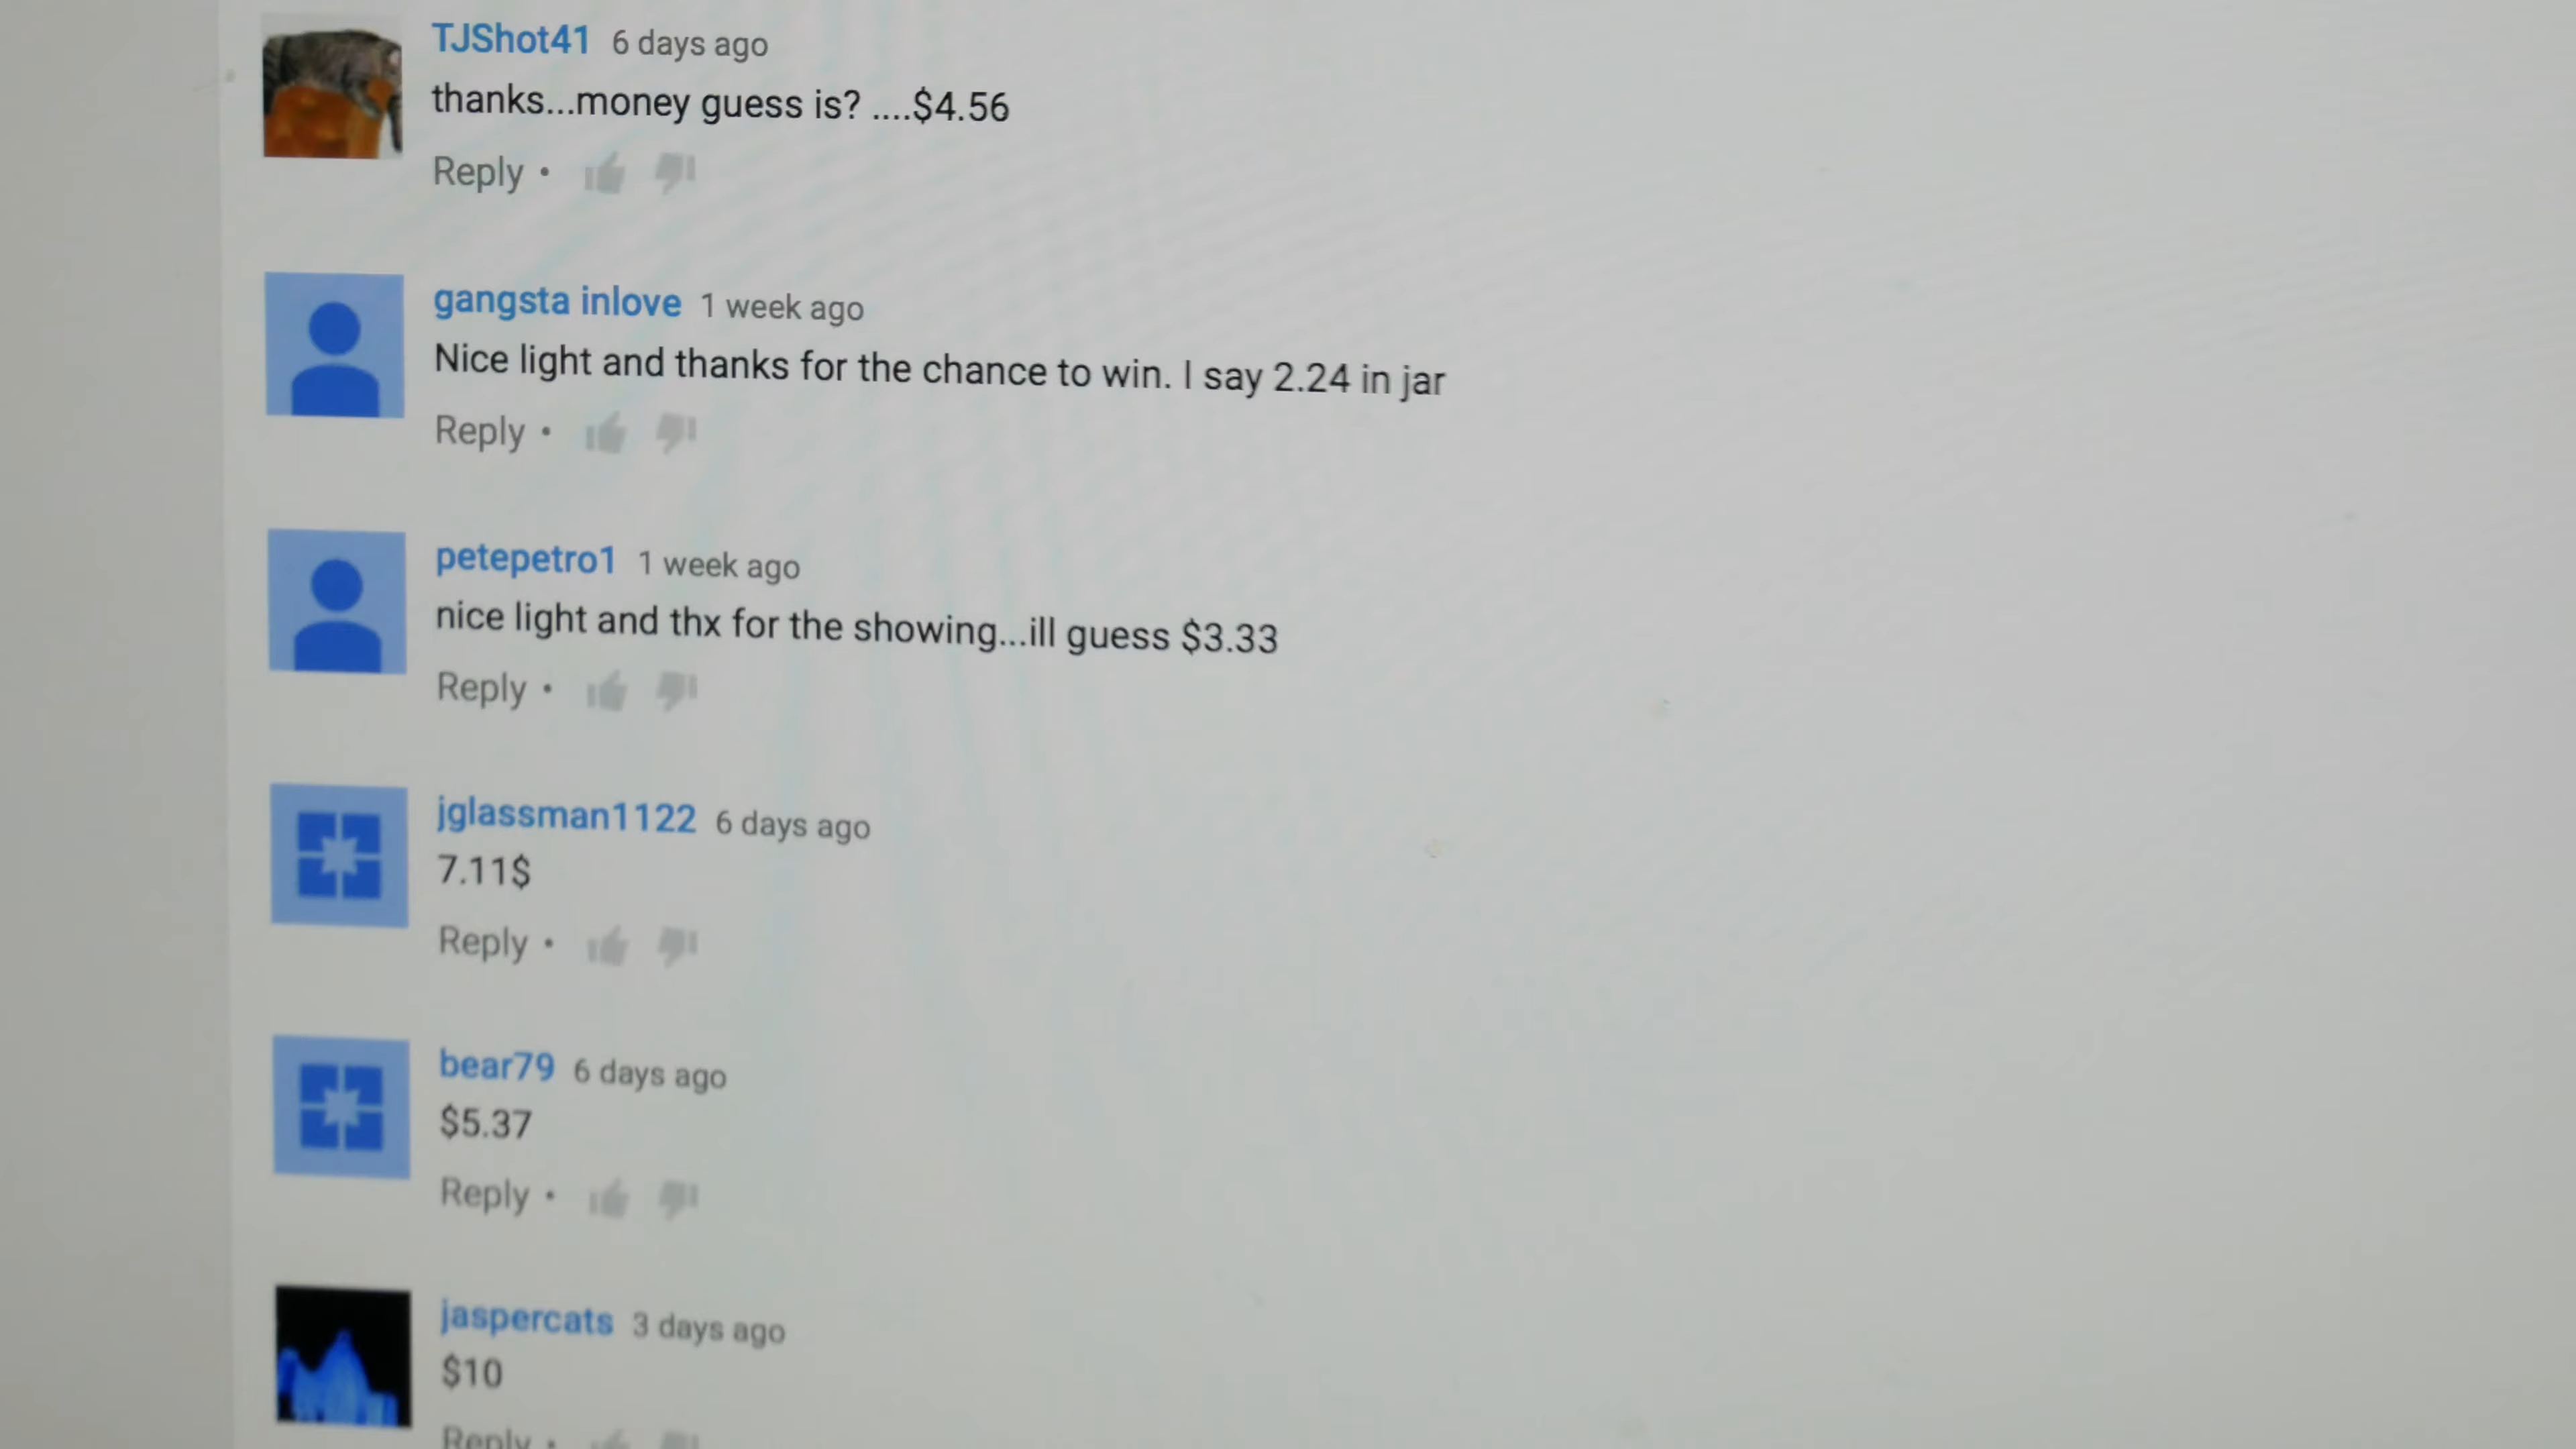 TJShot41 6 days ago
thanks...money guess is? ....$4.56
Reply •
gangsta inlove 1 week ago
Nice light and thanks for the chance to win. I say 2.24 in jar
Reply •
petepetro1 1 week ago
nice light and thx for the showing...ill guess $3.33
Reply •
jglassman1122 6 days ago
7.11$
Reply •
bear79 6 days ago
$5.37
Reply •
jaspercats 3 days ago
$10
Reply •